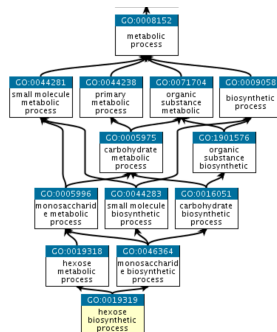 GO:0008152
metabolic
process
GO:0044281 GO:0044238 GO:0071704 GO:0009058
small molecule
metabolic
process
primary
metabolic
process
organic
substance
metabolic
biosynthetic
process
GO:0005975 GO:1901576
carbohydrate
metabolic
process
organic
substance
biosynthetic
GO:0005996 GO:0044283 GO:0016051
monosaccharid
e metabolic
process
small molecule
biosynthetic
process
carbohydrate
biosynthetic
process
GO:0019318 GO:0046364
hexose
metabolic
process
monosaccharid
e biosynthetic
process
GO:0019319
hexose
biosynthetic
process